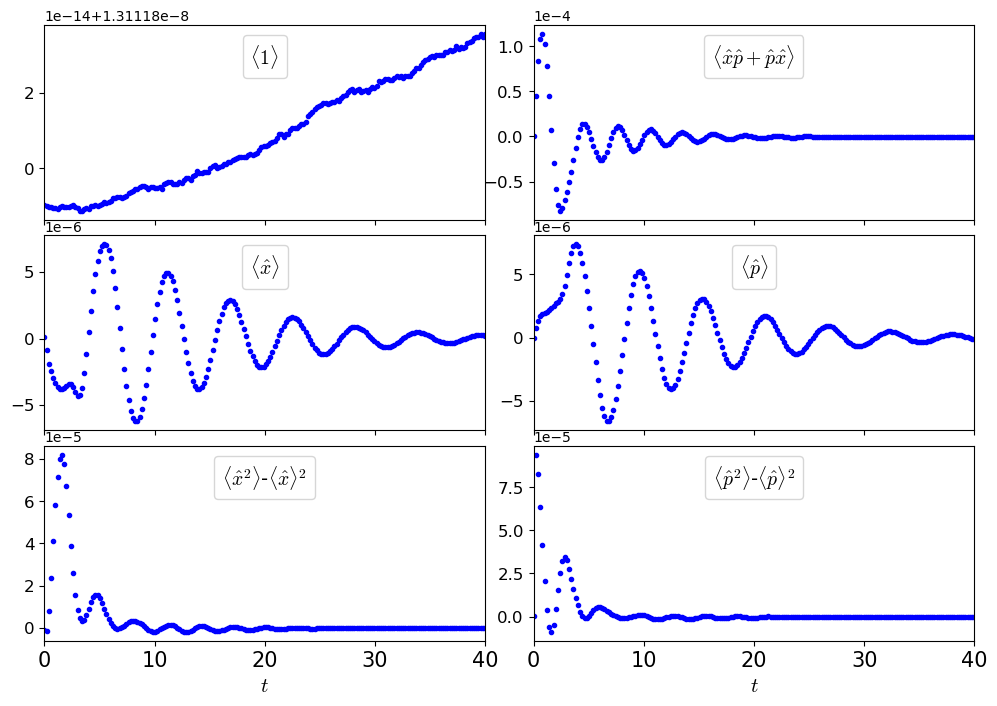 1e−14+1.31118e−8
2
0
⟨1⟩
1e−4
1.0
0.5
0.0
−0.5
⟨x̂p̂ + p̂x̂⟩
1e−6
5
0
−5
⟨x̂⟩
1e−6
5
0
−5
⟨p̂⟩
1e−5
8
6
4
2
0
⟨x̂²⟩-⟨x̂⟩²
0 10 20 30 40
t
1e−5
7.5
5.0
2.5
0.0
⟨p̂²⟩-⟨p̂⟩²
0 10 20 30 40
t